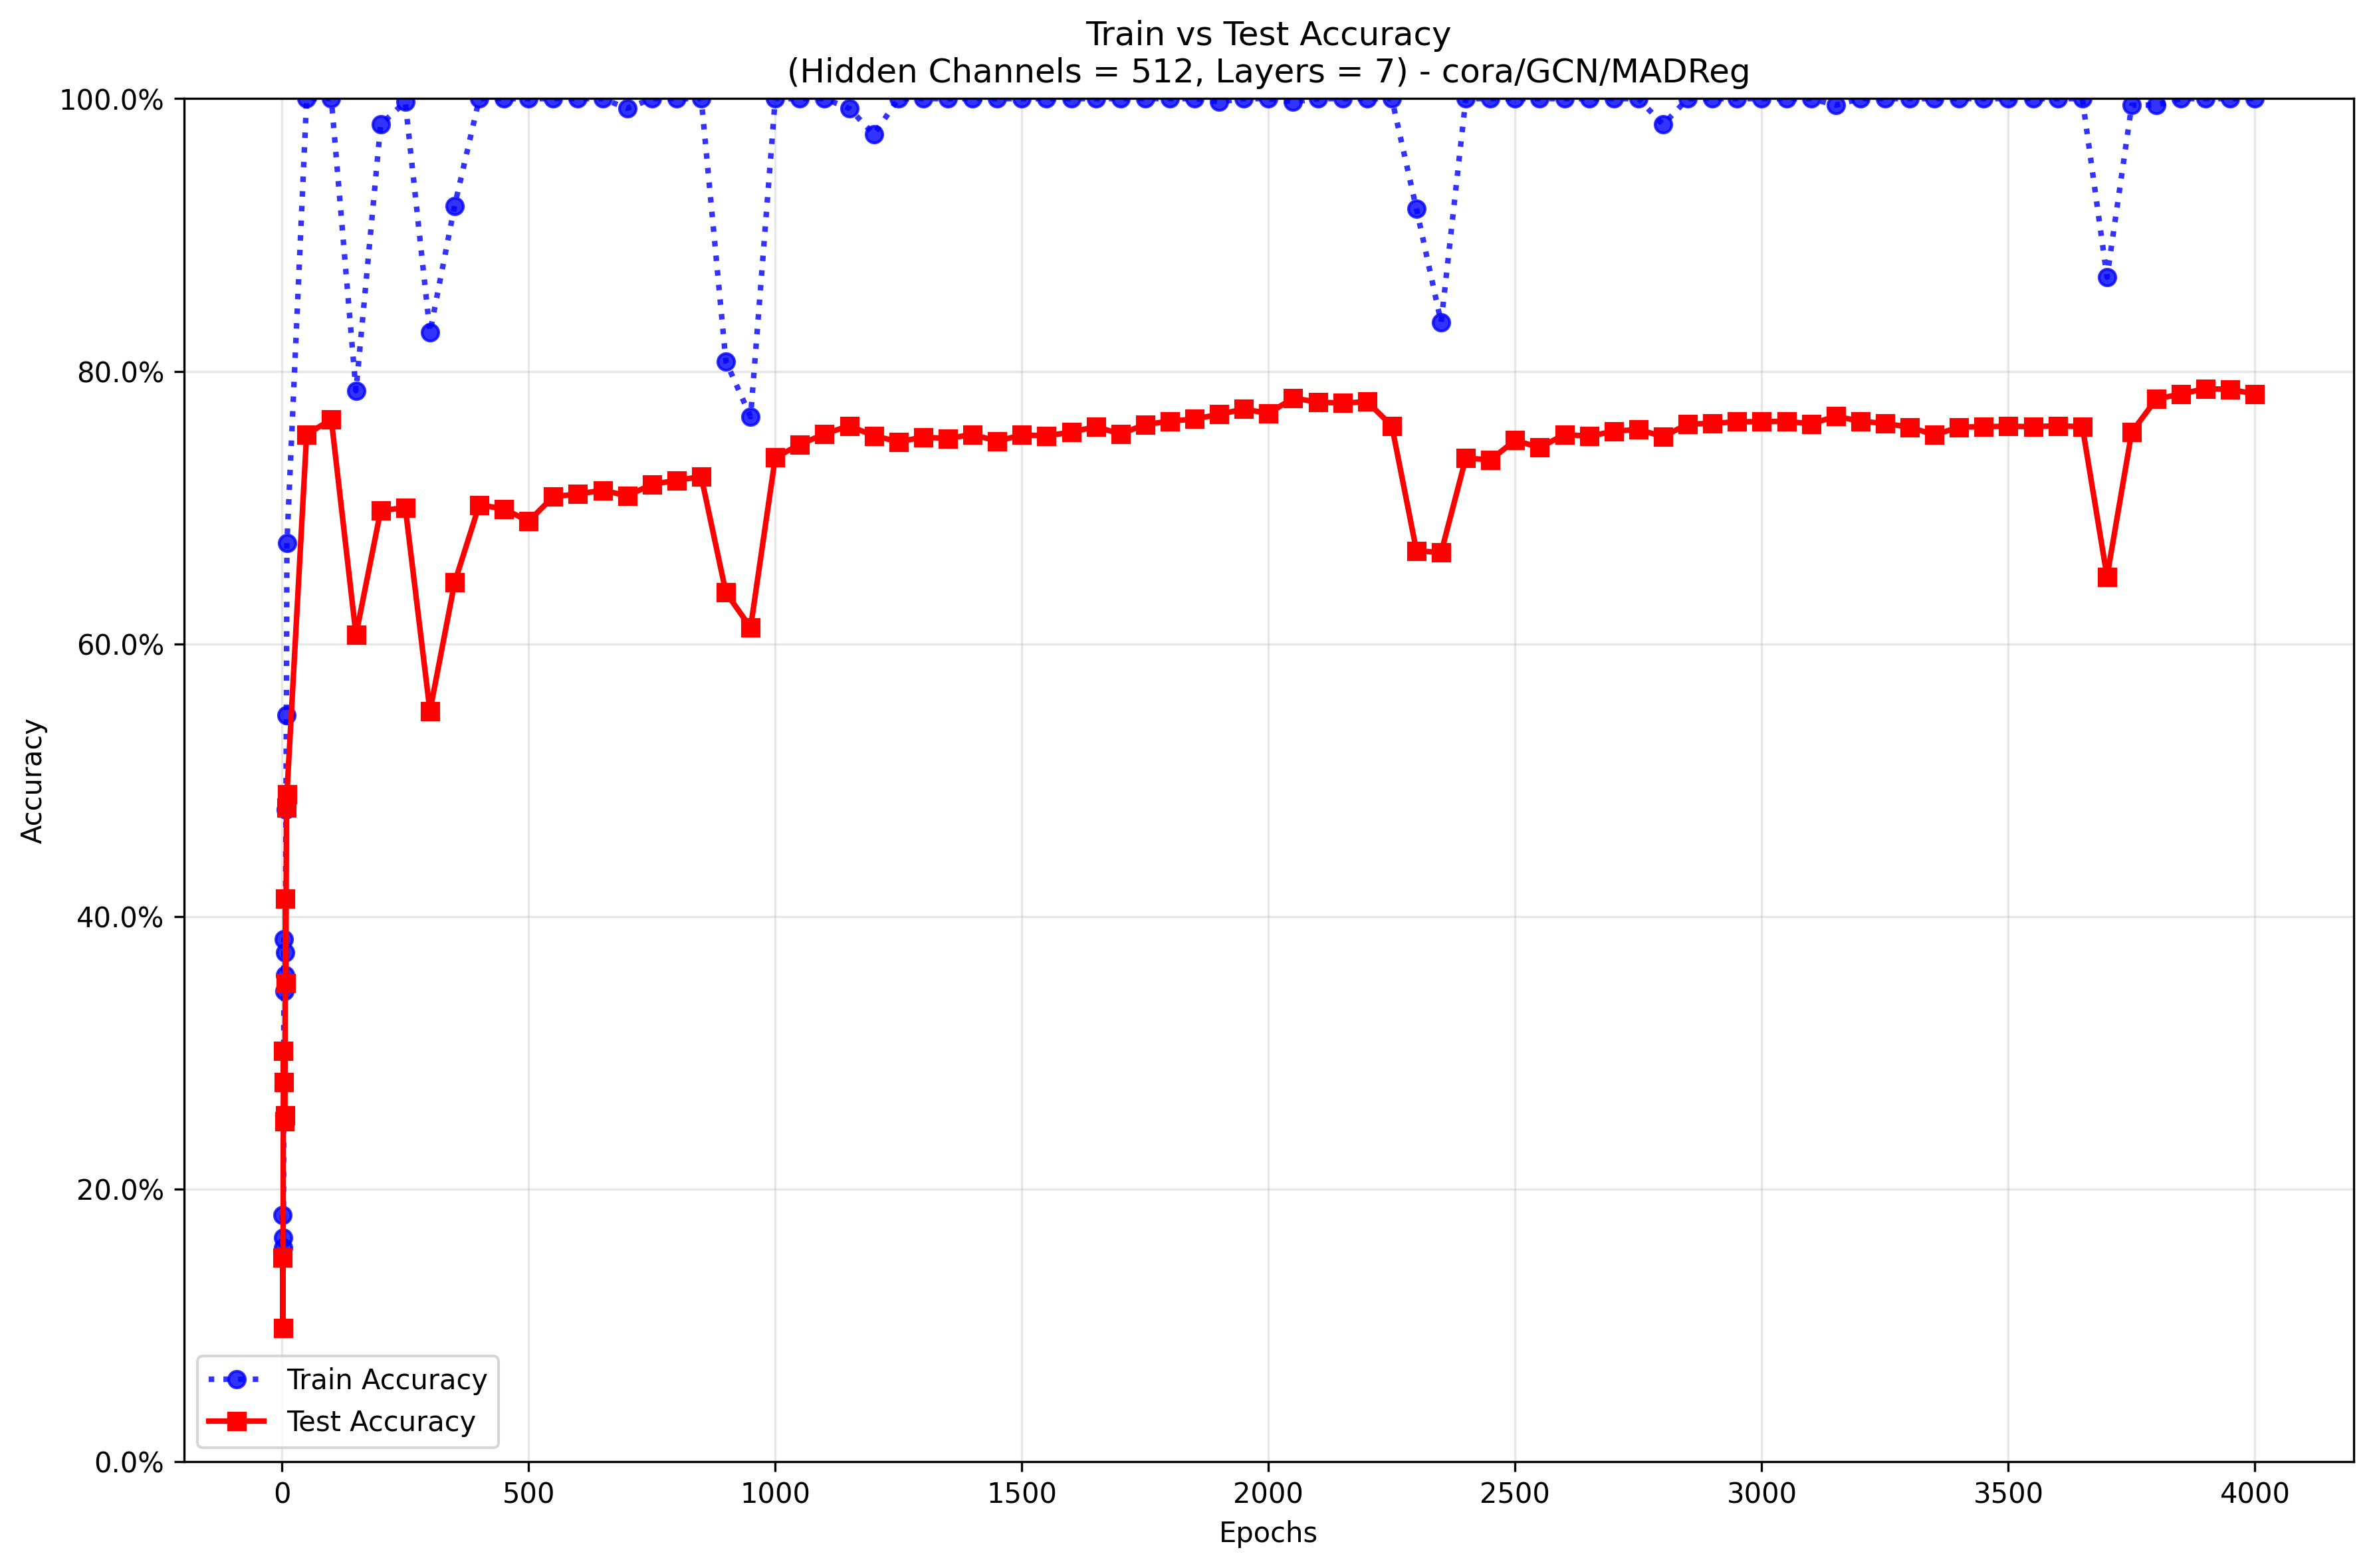 Train vs Test Accuracy
(Hidden Channels = 512, Layers = 7) - cora/GCN/MADReg
100.0%
80.0%
60.0%
40.0%
20.0%
0.0%
Accuracy
Train Accuracy
Test Accuracy
0 500 1000 1500 2000 2500 3000 3500 4000
Epochs